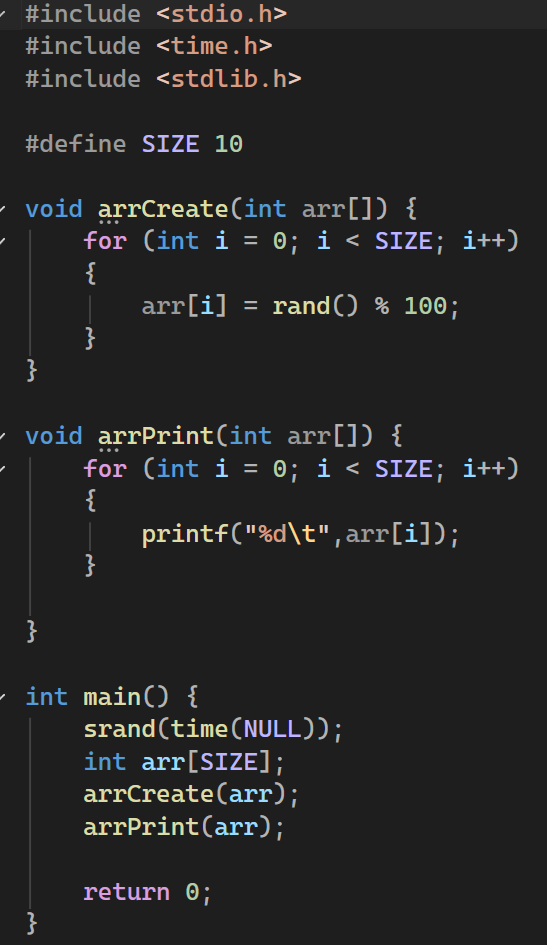 #include <stdio.h>
#include <time.h>
#include <stdlib.h>

#define SIZE 10

void arrCreate(int arr[]) {
    for (int i = 0; i < SIZE; i++)
    {
        arr[i] = rand() % 100;
    }
}

void arrPrint(int arr[]) {
    for (int i = 0; i < SIZE; i++)
    {
        printf("%d\t",arr[i]);
    }

}

int main() {
    srand(time(NULL));
    int arr[SIZE];
    arrCreate(arr);
    arrPrint(arr);

    return 0;
}